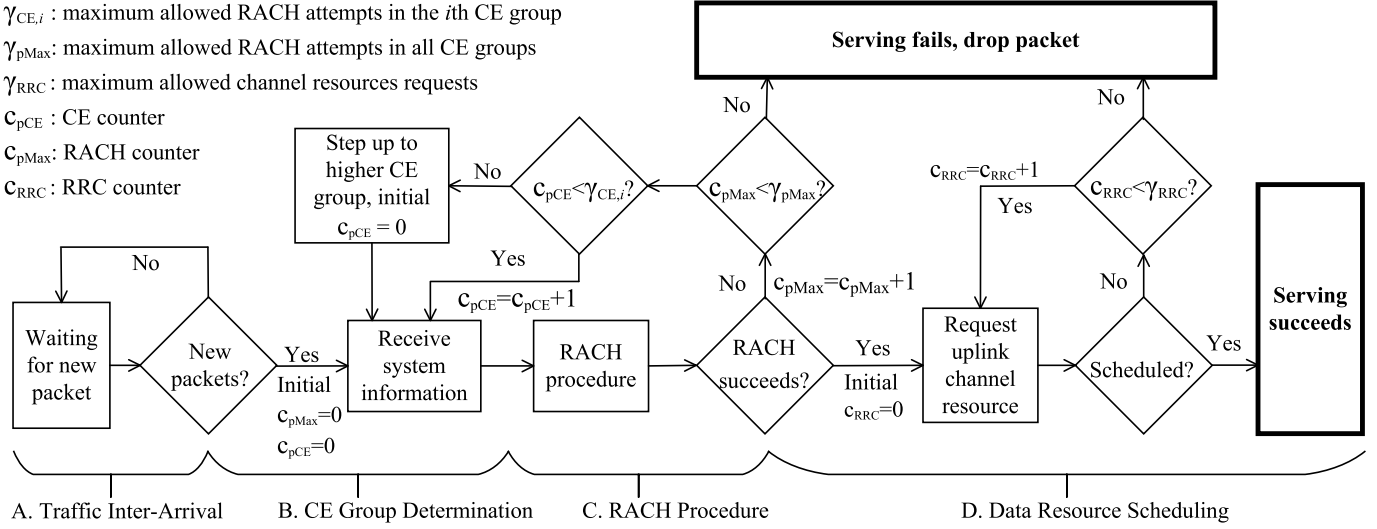 γCE,i : maximum allowed RACH attempts in the ith CE group
γpMax : maximum allowed RACH attempts in all CE groups
γRRC : maximum allowed channel resources requests
cpCE : CE counter
cpMax: RACH counter
cRRC : RRC counter
Serving fails, drop packet
No
No
Step up to
higher CE
group, initial
cpCE = 0
No
cpCE<γCE,i?
cpMax<γpMax?
cRRC=cRRC+1
Yes
cRRC<γRRC?
No
Yes
cpCE=cpCE+1
No
cpMax=cpMax+1
No
Waiting
for new
packet
New
packets?
Yes
Initial
cpMax=0
cpCE=0
Receive
system
information
RACH
procedure
RACH
succeeds?
Yes
Initial
cRRC=0
Request
uplink
channel
resource
Scheduled?
Yes
Serving
succeeds
A. Traffic Inter-Arrival
B. CE Group Determination
C. RACH Procedure
D. Data Resource Scheduling